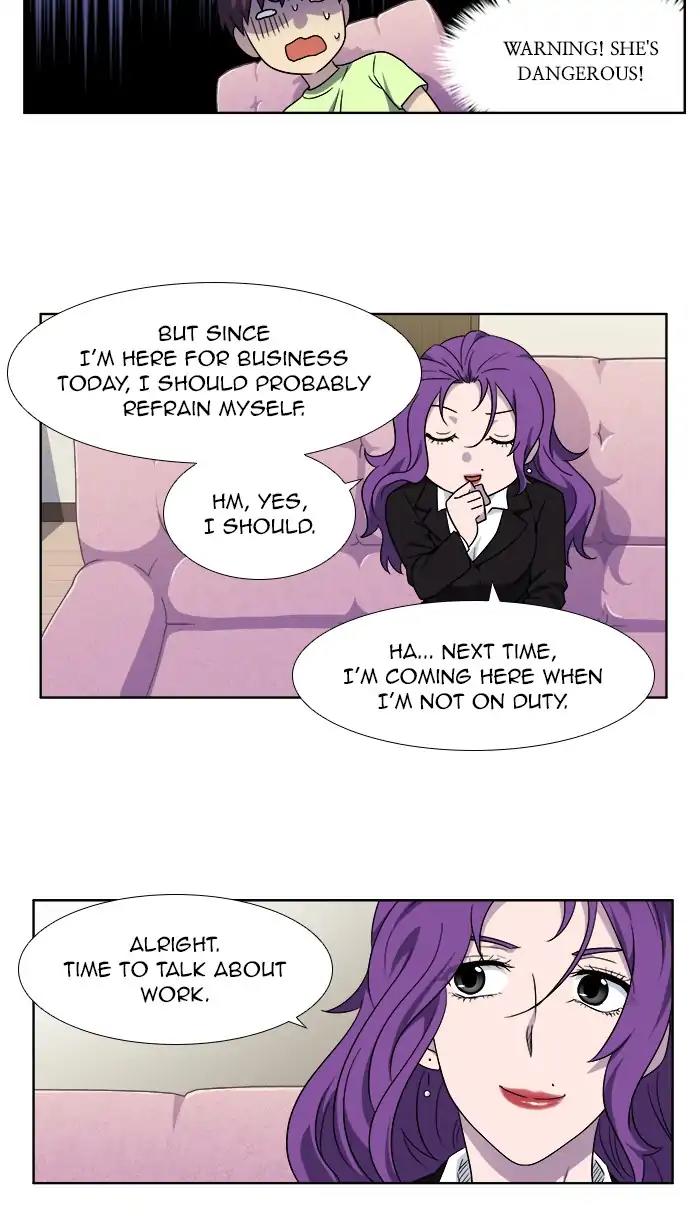 WARNING! SHE'S
DANGEROUS!
BUT SINCE
I'M HERE FOR BUSINESS
TODAY, I SHOULD PROBABLY
REFRAIN MYSELF.
HM, YES,
I SHOULD.
HA... NEXT TIME,
I'M COMING HERE WHEN
I'M NOT ON DUTY.
ALRIGHT.
TIME TO TALK ABOUT
WORK.